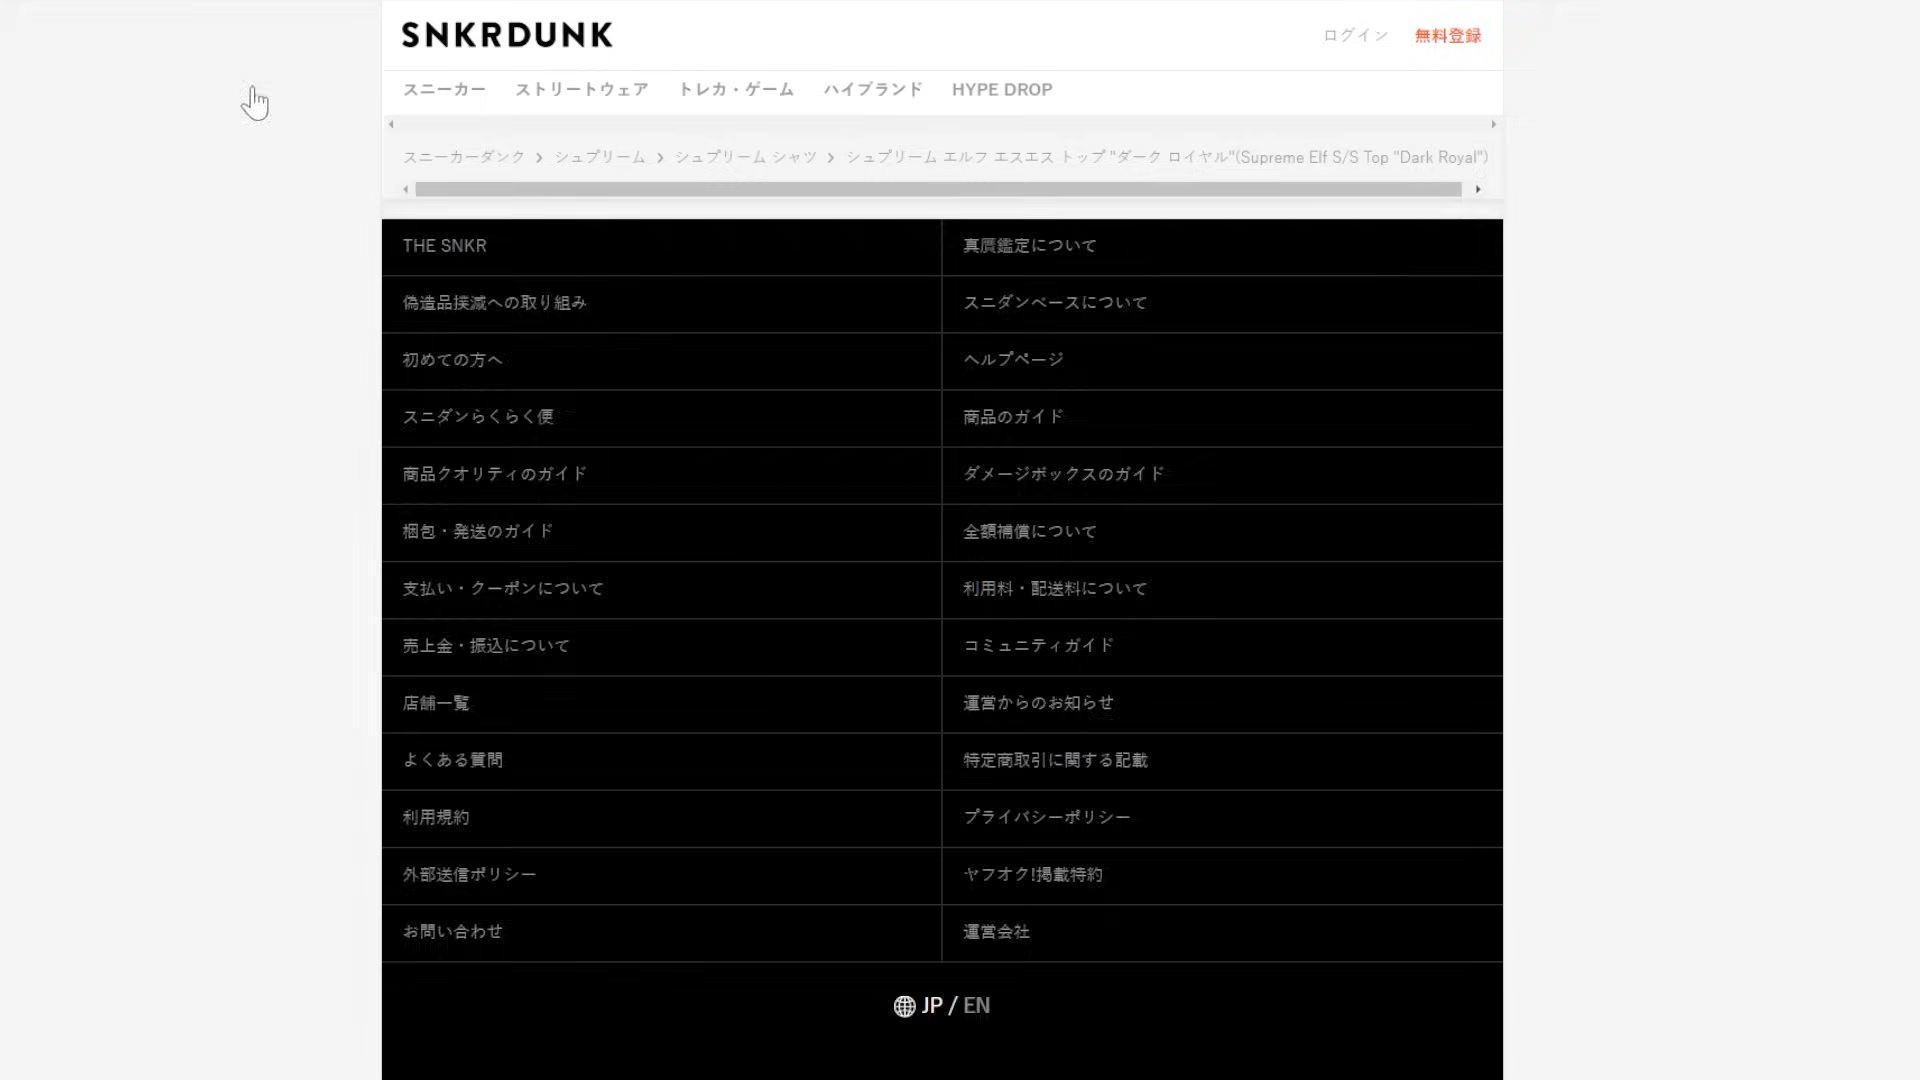 SNKRDUNK
ログイン 無料登録
スニーカー ストリートウェア トレカ・ゲーム ハイブランド HYPE DROP
スニーカーダンク > シュプリーム > シュプリーム シャツ > シュプリーム エルフ エスエス トップ "ダーク ロイヤル"(Supreme Elf S/S Top "Dark Royal")
THE SNKR 真贋鑑定について
偽造品撲滅への取り組み スニダンベースについて
初めての方へ ヘルプページ
スニダンらくらく便 商品のガイド
商品クオリティのガイド ダメージボックスのガイド
梱包・発送のガイド 全額補償について
支払い・クーポンについて 利用料・配送料について
売上金・振込について コミュニティガイド
店舗一覧 運営からのお知らせ
よくある質問 特定商取引に関する記載
利用規約 プライバシーポリシー
外部送信ポリシー ヤフオク!掲載特約
お問い合わせ 運営会社
JP / EN